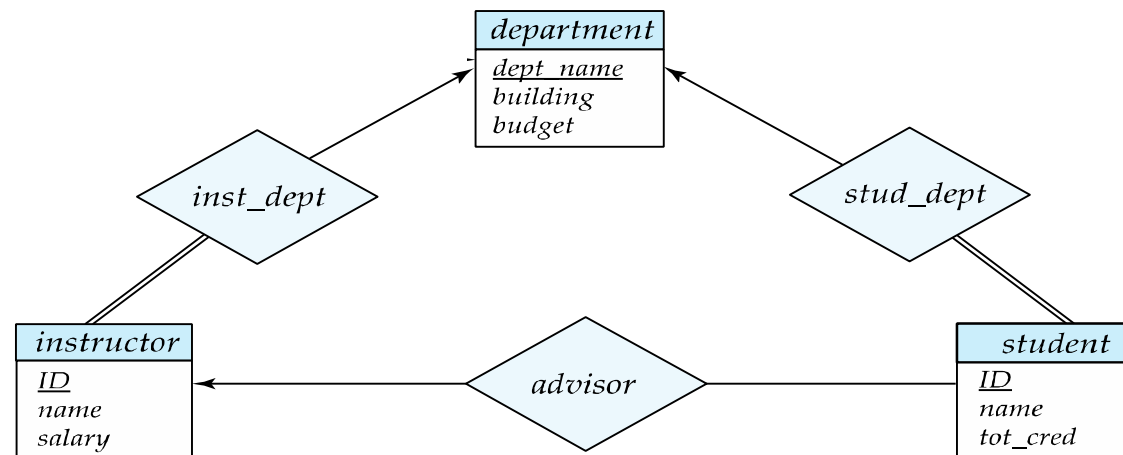 department
dept_name
building
budget
inst_dept
stud_dept
instructor
ID
name
salary
advisor
student
ID
name
tot_cred